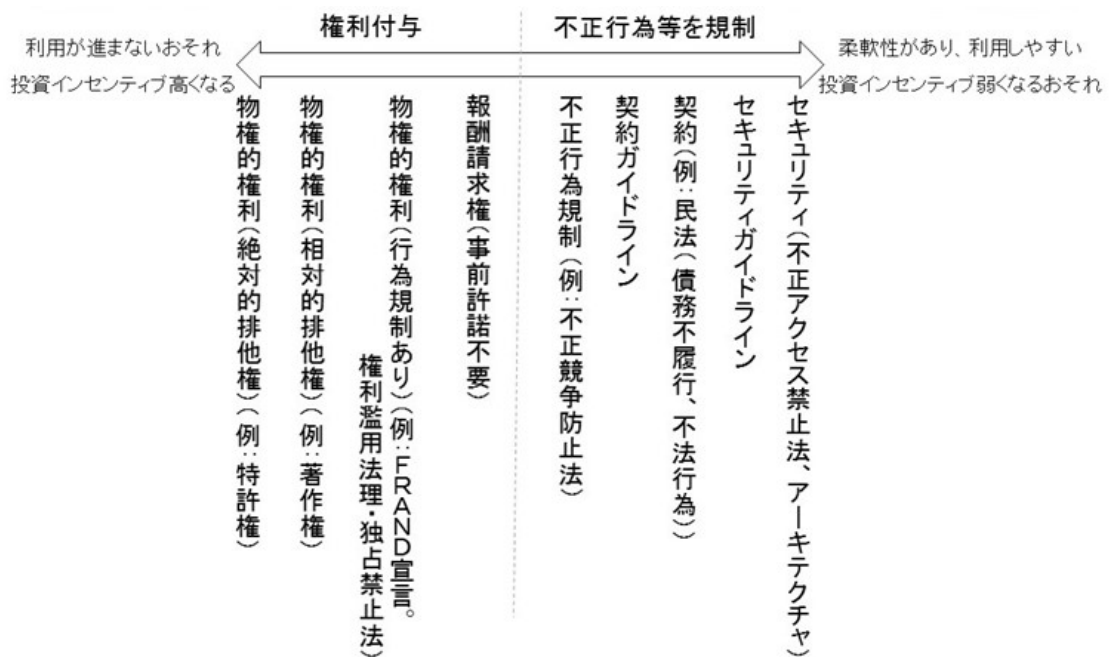 権利付与
不正行為等を規制
利用が進まないおそれ
投資インセンティブ高くなる
柔軟性があり、利用しやすい
投資インセンティブ弱くなるおそれ
物権的権利(絶対的排他権)(例:特許権)
物権的権利(相対的排他権)(例:著作権)
物権的権利(行為規制あり)(例:FRAND宣言。
権利濫用法理・独占禁止法)
報酬請求権(事前許諾不要)
不正行為規制(例:不正競争防止法)
契約ガイドライン
契約(例:民法(債務不履行、不法行為))
セキュリティガイドライン
セキュリティ(不正アクセス禁止法、アーキテクチャ)